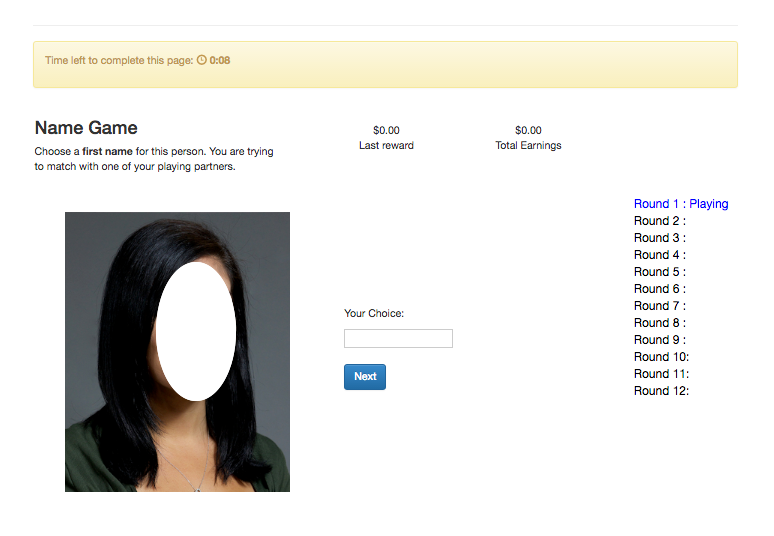 Time left to complete this page: 0:08
Name Game
Choose a first name for this person. You are trying
to match with one of your playing partners.
$0.00
Last reward
$0.00
Total Earnings
Round 1 : Playing
Round 2 :
Round 3 :
Round 4 :
Round 5 :
Round 6 :
Round 7 :
Round 8 :
Round 9 :
Round 10:
Round 11:
Round 12:
Your Choice:
Next